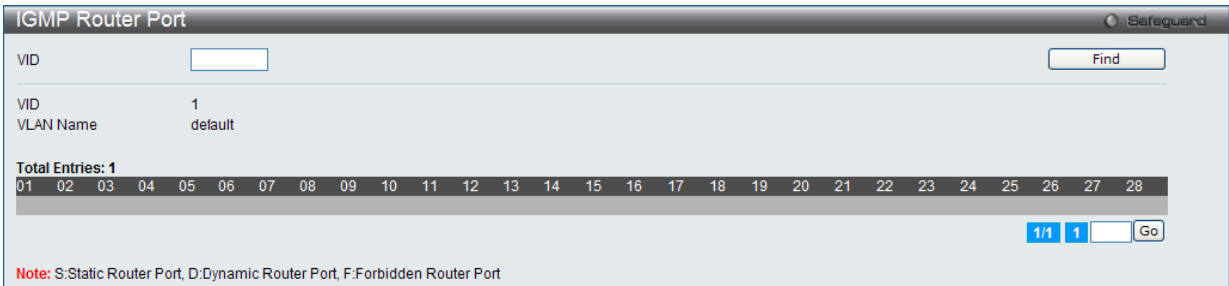 IGMP Router Port Safeguard
VID Find
VID 1
VLAN Name default
Total Entries: 1
01 02 03 04 05 06 07 08 09 10 11 12 13 14 15 16 17 18 19 20 21 22 23 24 25 26 27 28
1/1 1 Go
Note: S:Static Router Port, D:Dynamic Router Port, F:Forbidden Router Port